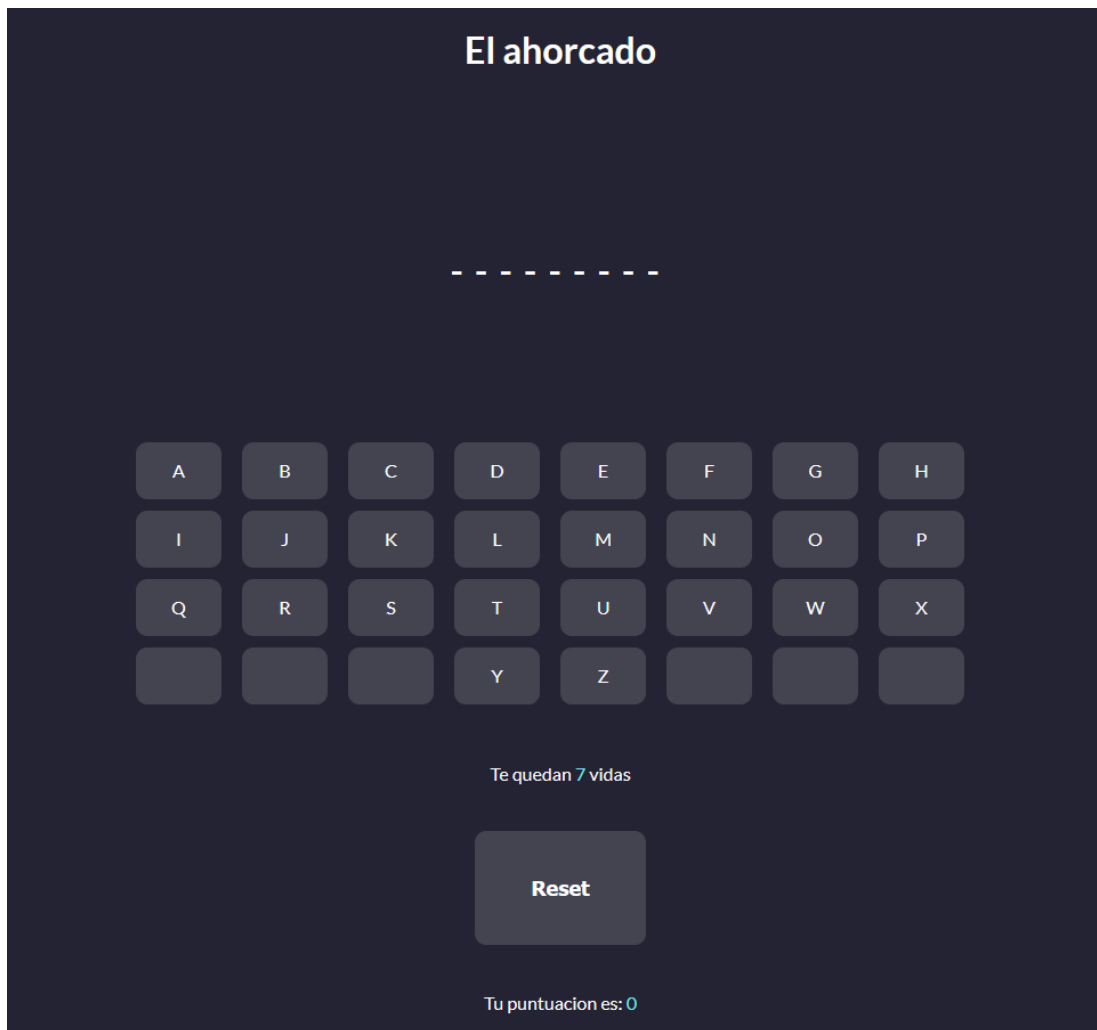 El ahorcado
- - - - - - - - -
A B C D E F G H
I J K L M N O P
Q R S T U V W X
Y Z
Te quedan 7 vidas
Reset
Tu puntuacion es: 0